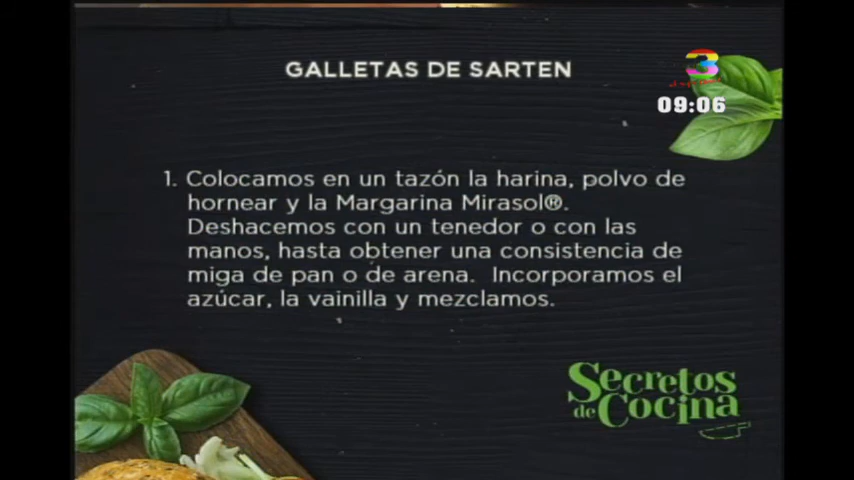 GALLETAS DE SARTEN
3
09:06
1. Colocamos en un tazón la harina, polvo de
hornear y la Margarina Mirasol®.
Deshacemos con un tenedor o con las
manos, hasta obtener una consistencia de
miga de pan o de arena. Incorporamos el
azúcar, la vainilla y mezclamos.
Secretos
de Cocina